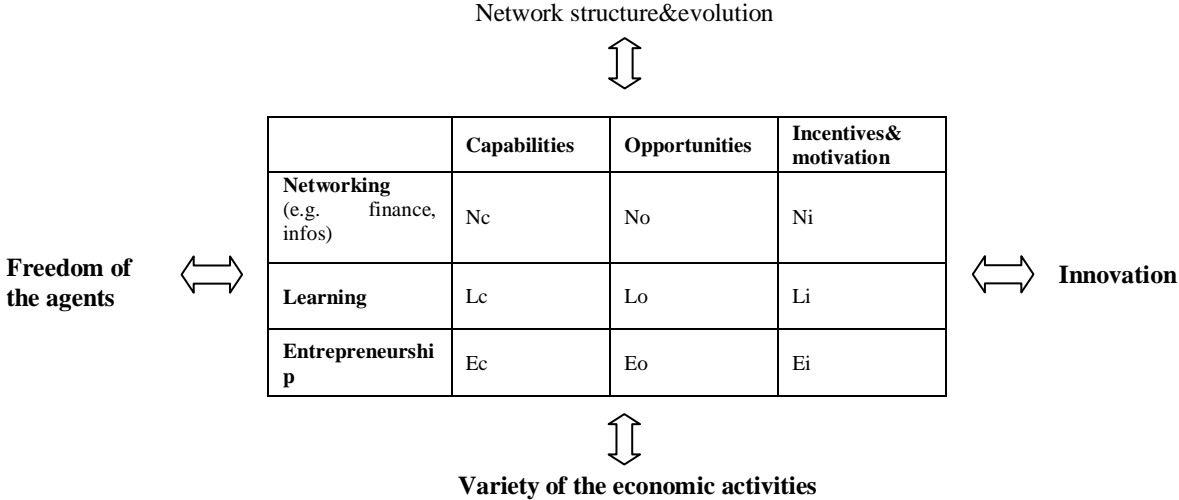 Network structure&evolution
Capabilities
Opportunities
Incentives&
motivation
Networking
(e.g. finance,
infos)
Nc
No
Ni
Freedom of
the agents
Innovation
Learning
Lc
Lo
Li
Entrepreneurshi
p
Ec
Eo
Ei
Variety of the economic activities